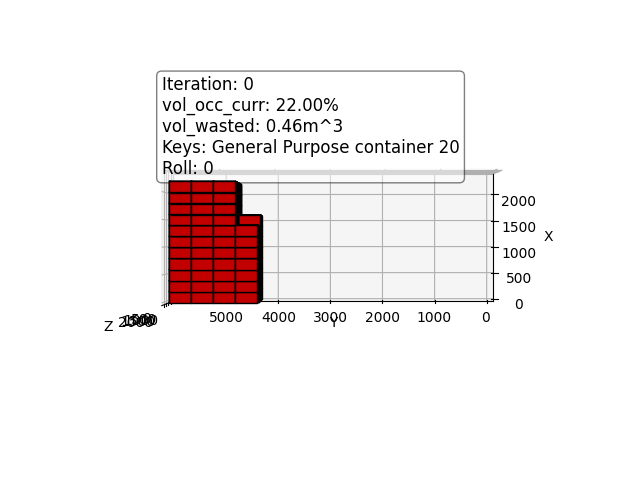 Iteration: 0
vol_occ_curr: 22.00%
vol_wasted: 0.46m^3
Keys: General Purpose container 20
Roll: 0
2000
1500
1000
500
0
X
5000
4000
3000
2000
1000
0
Y
Z